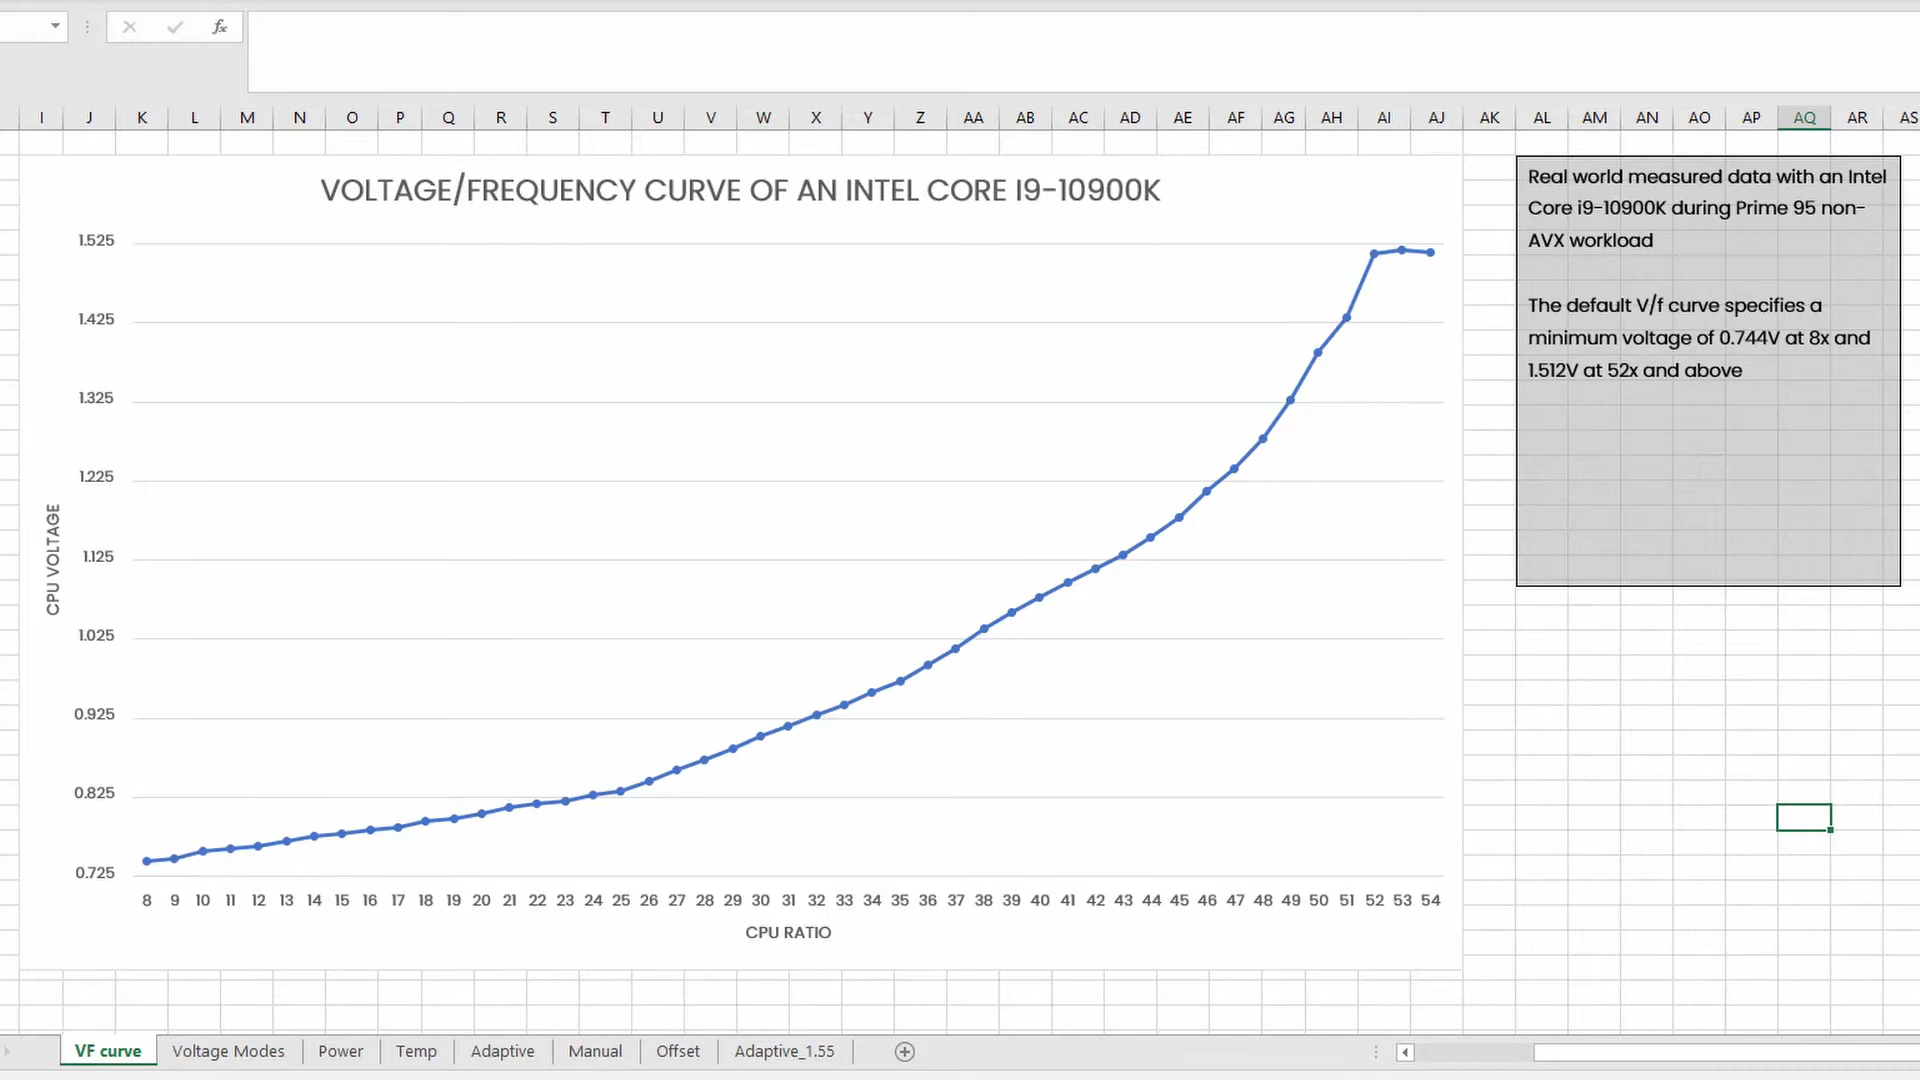 fx
I J K L M N O P Q R S T U V W X Y Z AA AB AC AD AE AF AG AH AI AJ AK AL AM AN AO AP AQ AR AS
VOLTAGE/FREQUENCY CURVE OF AN INTEL CORE I9-10900K
1.525
1.425
1.325
1.225
1.125
1.025
0.925
0.825
0.725
CPU VOLTAGE
8 9 10 11 12 13 14 15 16 17 18 19 20 21 22 23 24 25 26 27 28 29 30 31 32 33 34 35 36 37 38 39 40 41 42 43 44 45 46 47 48 49 50 51 52 53 54
CPU RATIO
Real world measured data with an Intel
Core i9-10900K during Prime 95 non-
AVX workload
The default V/f curve specifies a
minimum voltage of 0.744V at 8x and
1.512V at 52x and above
VF curve Voltage Modes Power Temp Adaptive Manual Offset Adaptive_1.55